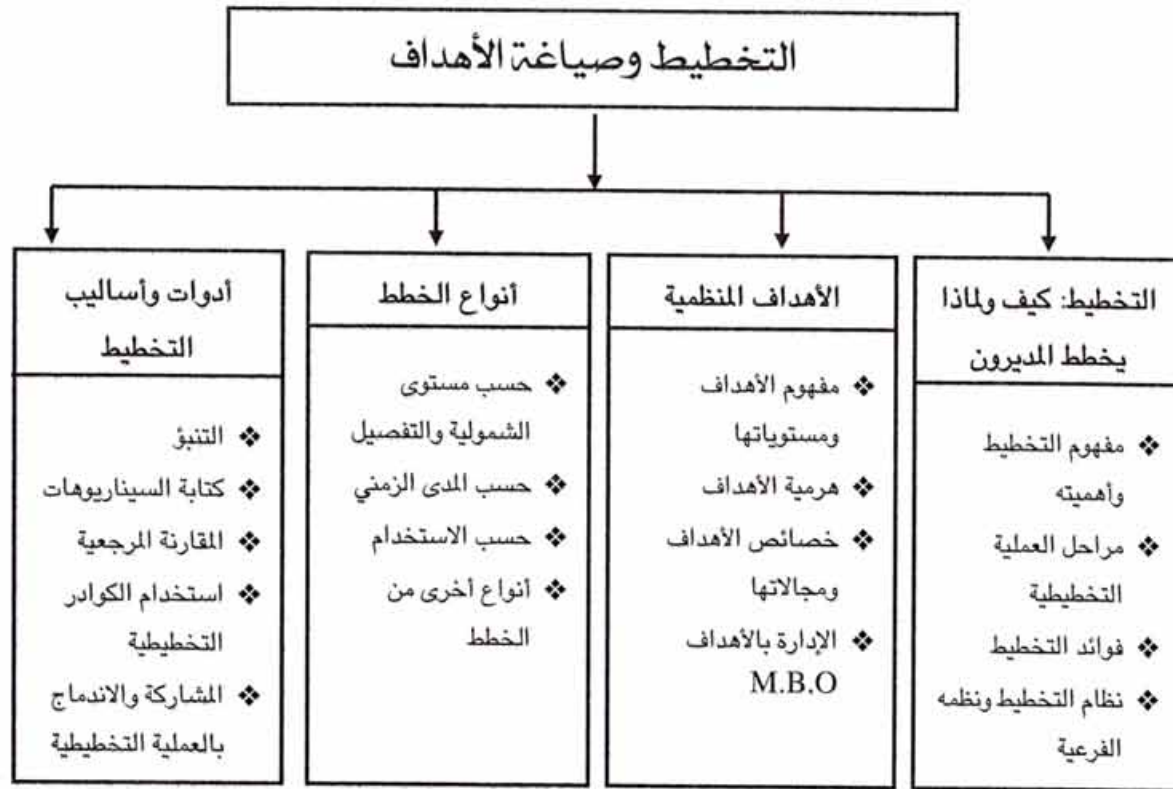 التخطيط وصياغة الأهداف
التخطيط: كيف ولماذا
يخطط المديرون
❖ مفهوم التخطيط
وأهميته
❖ مراحل العملية
التخطيطية
❖ فوائد التخطيط
❖ نظام التخطيط ونظمه
الفرعية
الأهداف المنظمية
❖ مفهوم الأهداف
ومستوياتها
❖ هرمية الأهداف
❖ خصائص الأهداف
ومجالاتها
❖ الإدارة بالأهداف
M.B.O
أنواع الخطط
❖ حسب مستوى
الشمولية والتفصيل
❖ حسب المدى الزمني
❖ حسب الاستخدام
❖ أنواع أخرى من
الخطط
أدوات وأساليب
التخطيط
❖ التنبؤ
❖ كتابة السيناريوهات
❖ المقارنة المرجعية
❖ استخدام الكوادر
التخطيطية
❖ المشاركة والاندماج
بالعملية التخطيطية